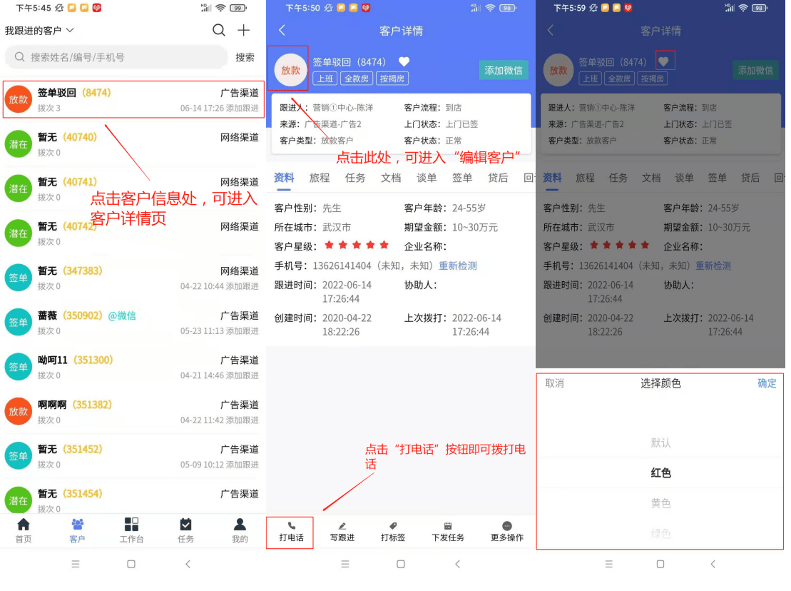 下午5:45
99
我跟进的客户
搜索姓名/编号/手机号
搜索
放款
签单驳回 (8474)
广告渠道
拨次 3
06-14 17:26 添加跟进
潜在
暂无 (40740)
网络渠道
拨次 0
潜在
暂无 (40741)
网络渠道
拨次 0
点击客户信息处，可进入
客户详情页
潜在
暂无 (40742)
网络渠道
拨次 0
签单
暂无 (347383)
网络渠道
拨次 0
04-22 10:44 添加跟进
签单
蔷薇 (350902) @微信
广告渠道
拨次 0
05-23 11:13 添加跟进
签单
呦呵11 (351300)
广告渠道
拨次 0
04-21 14:46 添加跟进
放款
啊啊啊 (351382)
广告渠道
拨次 0
04-22 11:42 添加跟进
签单
暂无 (351452)
广告渠道
拨次 0
05-09 10:12 添加跟进
潜在
暂无 (351454)
广告渠道
拨次 0
首页
客户
工作台
任务
我的
下午5:50
99
客户详情
放款
签单驳回 (8474)
上班
全款房
按揭房
添加微信
跟进人：营销①中心-陈洋
客户流程：到店
来源：广告渠道-广告2
上门状态：上门已签
客户类型：放款客户
客户状态：正常
点击此处，可进入“编辑客户”
资料
旅程
任务
文档
谈单
签单
贷后
客户性别：先生
客户年龄：24-55岁
所在城市：武汉市
期望金额：10~30万元
客户星级：
企业名称：
手机号：13626141404（未知，未知）重新检测
跟进时间：2022-06-14
17:26:44
协助人：
创建时间：2020-04-22
18:22:26
上次拨打：2022-06-14
17:26:44
点击“打电话”按钮即可拨打电
话
打电话
写跟进
打标签
下发任务
更多操作
下午5:59
98
客户详情
放款
签单驳回 (8474)
上班
全款房
按揭房
添加微信
跟进人：营销①中心-陈洋
客户流程：到店
来源：广告渠道-广告2
上门状态：上门已签
客户类型：放款客户
客户状态：正常
资料
旅程
任务
文档
谈单
签单
贷后
客户性别：先生
客户年龄：24-55岁
所在城市：武汉市
期望金额：10~30万元
客户星级：
企业名称：
手机号：13626141404（未知，未知）重新检测
跟进时间：2022-06-14
17:26:44
协助人：
创建时间：2020-04-22
18:22:26
上次拨打：2022-06-14
17:26:44
取消
选择颜色
确定
默认
红色
黄色
绿色